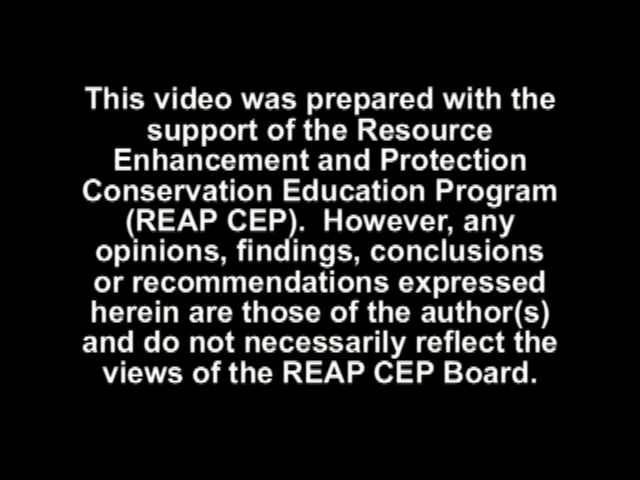 This video was prepared with the
support of the Resource
Enhancement and Protection
Conservation Education Program
(REAP CEP).  However, any
opinions, findings, conclusions
or recommendations expressed
herein are those of the author(s)
and do not necessarily reflect the
views of the REAP CEP Board.